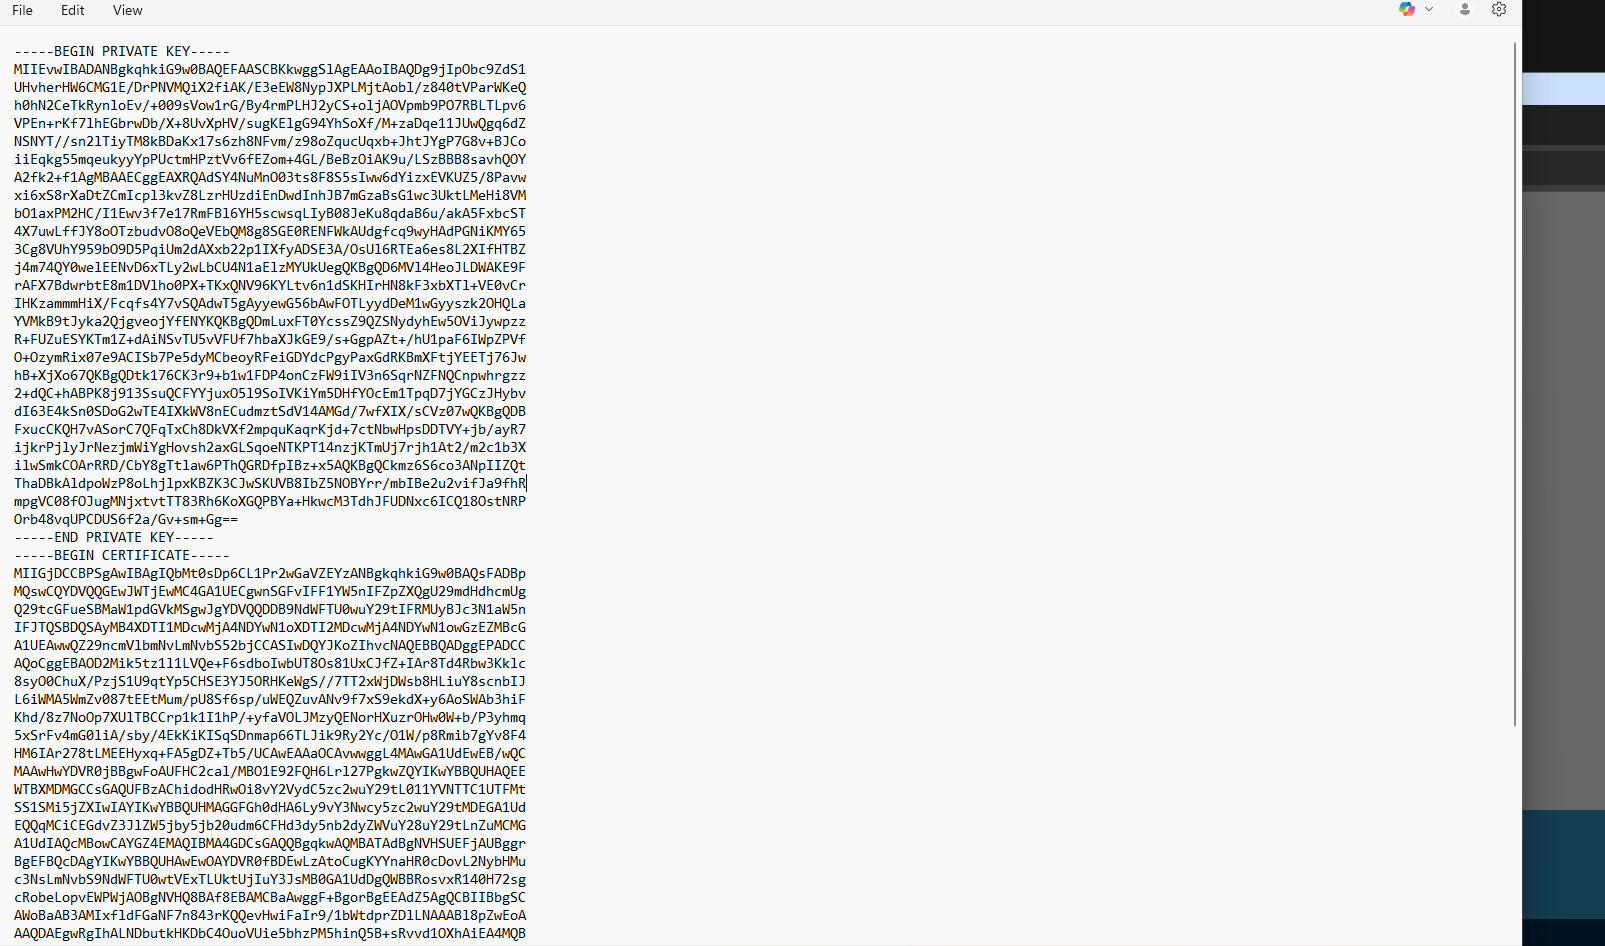 File Edit View
-----BEGIN PRIVATE KEY-----
MIIEvwIBADANBgkqhkiG9w0BAQEFAASCBKkwggSlAgEAAoIBAQDg9jIpObc9ZdS1
UHvherHW6CMG1E/DrPNVMQiX2fiAK/E3eEW8NypJXPLMjtAobl/z840tVParWKeQ
h0hN2CeTkRynloEv/+009sVow1rG/By4rmPLHJ2yCS+oljAOVpmb9PO7RBLTLpv6
VPEn+rKf7lhEGbrwDb/X+8UvXpHV/sugKElgG94YhSoXf/M+zaDqe11JUwQgq6dZ
NSNYT//sn2lTiyTM8kBDaKx17s6zh8NFvm/z98oZqucUqxb+JhtJYgP7G8v+BJCo
iiEqkg55mqeukyyYpPUctmHPztVv6fEZom+4GL/BeBzOiAK9u/LSzBBB8savhQOY
A2fk2+f1AgMBAAECggEAXRQAdSY4NuMnO03ts8F8S5sIww6dYizxEVKUZ5/8Pavw
xi6xS8rXaDtZCmIcpl3kvZ8LzrHUzdiEnDwdInhJB7mGzaBsG1wc3UktLMeHi8VM
bO1axPM2HC/I1Ewv3f7e17RmFBl6YH5scwsqLIyB08JeKu8qdaB6u/akA5FxbcST
4X7uwLffJY8oOTzbudvO8oQeVEbQM8g8SGE0RENFWkAUdgfcq9wyHAdPGNiKMY65
3Cg8VUhY959bO9D5PqiUm2dAXxb22p1IXfyADSE3A/OsUl6RTEa6es8L2XIfHTBZ
j4m74QY0welEENvD6xTLy2wLbCU4N1aElzMYUkUegQKBgQD6MVl4HeoJLDWAKE9F
rAFX7BdwrbtE8m1DVlho0PX+TKxQNV96KYLtv6n1dSKHIrHN8kF3xbXTl+VE0vCr
IHKzammmHiX/Fcqfs4Y7vSQAdwT5gAyyewG56bAwFOTLyydDeM1wGyyszk2OHQLa
YVMkB9tJyka2QjgveojYfENYKQKBgQDmLuxFT0YcssZ9QZSNydyhEw5OViJywpzz
R+FUZuESYKTm1Z+dAiNSvTU5vVFUf7hbaXJkGE9/s+GgpAZt+/hU1paF6IWpZPVf
O+OzymRix07e9ACISb7Pe5dyMCbeoyRFeiGDYdcPgyPaxGdRKBmXFtjYEETj76Jw
hB+XjXo67QKBgQDtk176CK3r9+b1w1FDP4onCzFW9iIV3n6SqrNZFNQCnpwhrgzz
2+dQC+hABPK8j913SsuQCFYYjuxO5l9SoIVKiYm5DHfYOcEm1TpqD7jYGCzJHybv
dI63E4kSn0SDoG2wTE4IXkWV8nECudmztSdV14AMGd/7wfXIX/sCVz07wQKBgQDB
FxucCKQH7vASorC7QFqTxCh8DkVXf2mpquKaqrKjd+7ctNbwHpsDDTVY+jb/ayR7
ijkrPjlyJrNezjmWiYgHovsh2axGLSqoeNTKPT14nzjKTmUj7rjh1At2/m2c1b3X
ilwSmkCOArRRD/CbY8gTtlaw6PThQGRDfpIBz+x5AQKBgQCkmz6S6co3ANpIIZQt
ThaDBkAldpoWzP8oLhjlpxKBZK3CJwSKUVB8IbZ5NOBYrr/mbIBe2u2vifJa9fhR
mpgVC08fOJugMNjxtvtTT83Rh6KoXGQPBYa+HkwcM3TdhJFUDNxc6ICQ18OstNRP
Orb48vqUPCDUS6f2a/Gv+sm+Gg==
-----END PRIVATE KEY-----
-----BEGIN CERTIFICATE-----
MIIGjDCCBPSgAwIBAgIQbMt0sDp6CL1Pr2wGaVZEYzANBgkqhkiG9w0BAQsFADBp
MQswCQYDVQQGEwJWTjEwMC4GA1UECgwnSGFvIFF1YW5nIFZpZXQgU29mdHdhcmUg
Q29tcGFueSBMaW1pdGVkMSgwJgYDVQQDDB9NdWFTU0wuY29tIFRMUyBJc3N1aW5n
IFJTQSBDQSAyMB4XDTI1MDcwMjA4NDYwN1oXDTI2MDcwMjA4NDYwN1owGzEZMBcG
A1UEAwwQZ29ncmVlbmNvLmNvbS52bjCCASIwDQYJKoZIhvcNAQEBBQADggEPADCC
AQoCggEBAOD2Mik5tz1l1LVQe+F6sdboIwbUT8Os81UxCJfZ+IAr8Td4Rbw3Kklc
8syO0ChuX/PzjS1U9qtYp5CHSE3YJ5ORHKeWgS//7TT2xWjDWsb8HLiuY8scnbIJ
L6iWMA5WmZv087tEEtMum/pU8Sf6sp/uWEQZuvANv9f7xS9ekdX+y6AoSWAb3hiF
Khd/8z7NoOp7XUlTBCCrp1k1I1hP/+yfaVOLJMzyQENorHXuzrOHw0W+b/P3yhmq
5xSrFv4mG0liA/sby/4EkKiKISqSDnmap66TLJik9Ry2Yc/O1W/p8Rmib7gYv8F4
HM6IAr278tLMEEHyxq+FA5gDZ+Tb5/UCAwEAAaOCAvwwggL4MAwGA1UdEwEB/wQC
MAAwHwYDVR0jBBgwFoAUFHC2cal/MBO1E92FQH6Lrl27PgkwZQYIKwYBBQUHAQEE
WTBXMDMGCCsGAQUFBzAChidodHRwOi8vY2VydC5zc2wuY29tL011YVNTTC1UTFMt
SS1SMi5jZXIwIAYIKwYBBQUHMAGGFGh0dHA6Ly9vY3Nwcy5zc2wuY29tMDEGA1Ud
EQQqMCiCEGdvZ3JlZW5jby5jb20udm6CFHd3dy5nb2dyZWVuY28uY29tLnZuMCMG
A1UdIAQcMBowCAYGZ4EMAQIBMA4GDCsGAQQBgqkwAQMBATAdBgNVHSUEFjAUBggr
BgEFBQcDAgYIKwYBBQUHAwEwOAYDVR0fBDEwLzAtoCugKYYnaHR0cDovL2NybHMu
c3NsLmNvbS9NdWFTU0wtVExTLUktUjIuY3JsMB0GA1UdDgQWBBRosvxR140H72sg
cRobeLopvEWPWjAOBgNVHQ8BAf8EBAMCBaAwggF+BgorBgEEAdZ5AgQCBIIBbgSC
AWoBaAB3AMIxfldFGaNF7n843rKQQevHwiFaIr9/1bWtdprZDlLNAAABl8pZwEoA
AAQDAEgwRgIhALNDbutkHKDbC4OuoVUie5bhzPM5hinQ5B+sRvvd1OXhAiEA4MQB